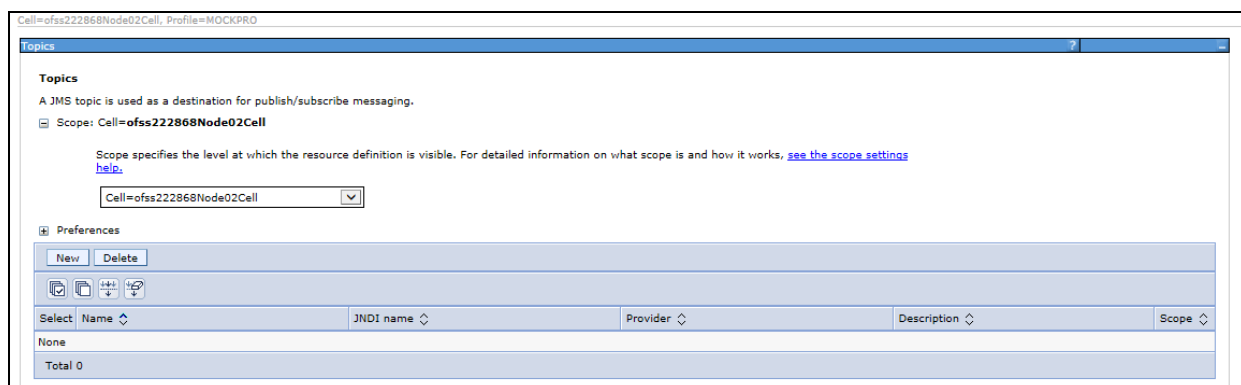 Cell=ofss222868Node02Cell, Profile=MOCKPRO
Topics ? -
Topics
A JMS topic is used as a destination for publish/subscribe messaging.
Scope: Cell=ofss222868Node02Cell
Scope specifies the level at which the resource definition is visible. For detailed information on what scope is and how it works, see the scope settings
help.
Cell=ofss222868Node02Cell
Preferences
New Delete
Select Name JNDI name Provider Description Scope
None
Total 0